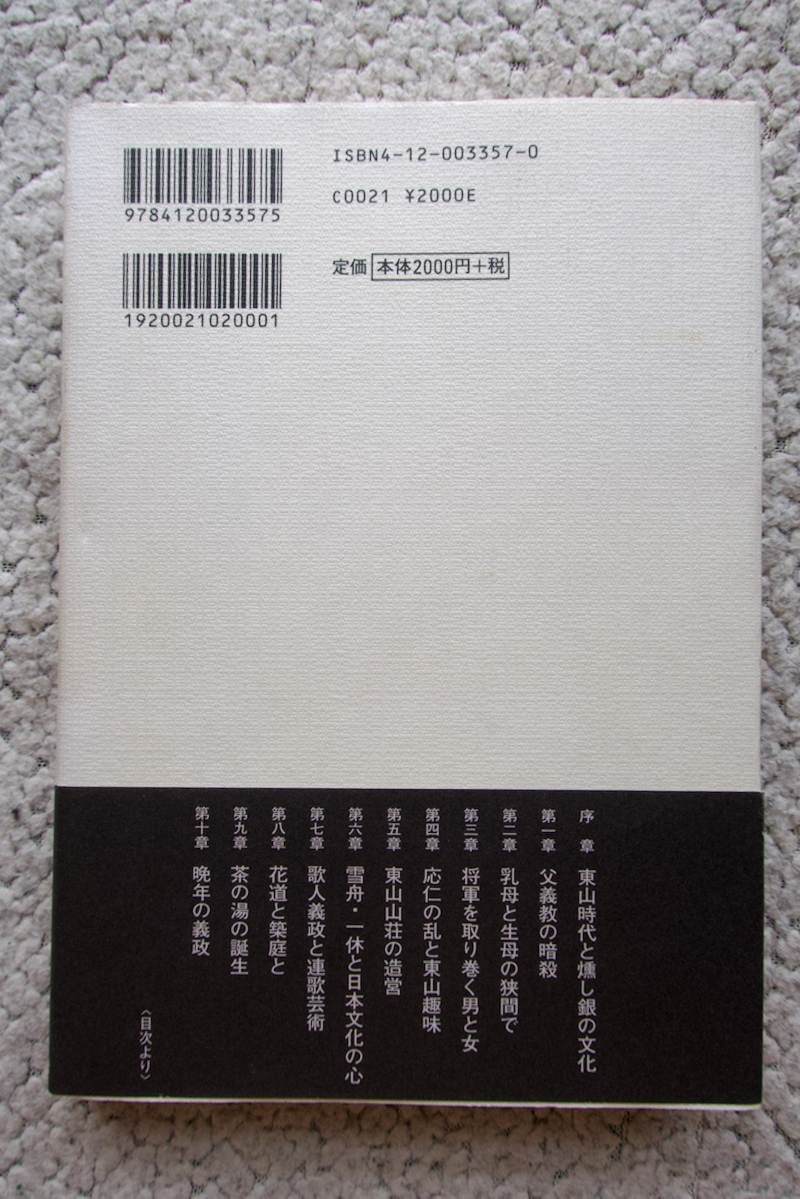 ISBN4-12-003357-0
C0021 ¥2000E
9784120033575
定価 本体2000円+税
1920021020001
序 章 東山時代と燻し銀の文化
第一章 父義教の暗殺
第二章 乳母と生母の狭間で
第三章 将軍を取り巻く男と女
第四章 応仁の乱と東山趣味
第五章 東山山荘の造営
第六章 雪舟・一休と日本文化の心
第七章 歌人義政と連歌芸術
第八章 花道と築庭と
第九章 茶の湯の誕生
第十章 晩年の義政
〈目次より〉